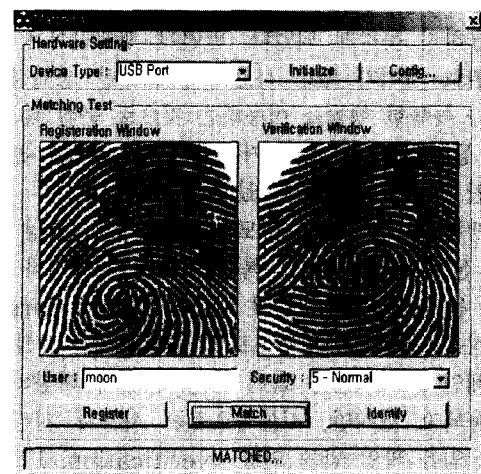 Hardware Setting
Device Type : USB Port Initialize Config...
Matching Test
Registeration Window Verification Window
User : moon Security : 5 - Normal
Register Match Identify
MATCHED...